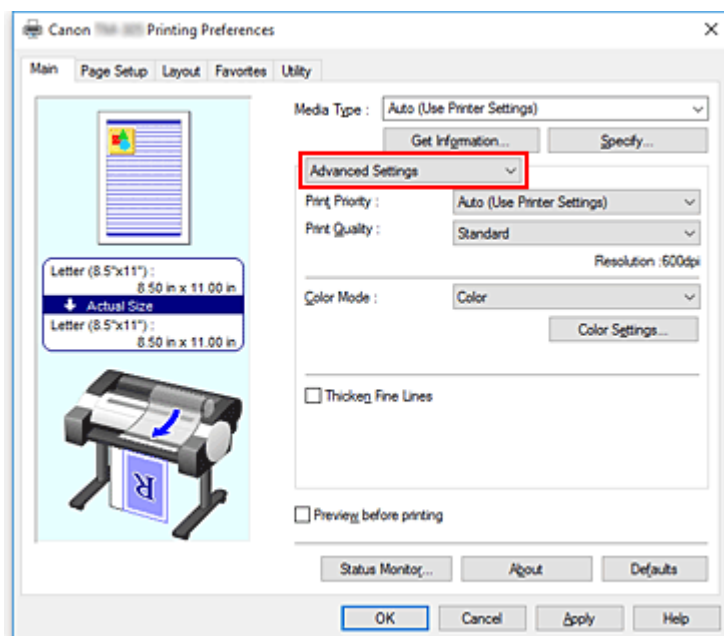 Canon Printing Preferences
Main Page Setup Layout Favorites Utility
Media Type : Auto (Use Printer Settings)
Get Information... Specify...
Advanced Settings
Print Priority : Auto (Use Printer Settings)
Print Quality : Standard
Resolution :600dpi
Color Mode : Color
Color Settings...
Thicken Fine Lines
Letter (8.5"x11") :
8.50 in x 11.00 in
Actual Size
Letter (8.5"x11") :
8.50 in x 11.00 in
R
Preview before printing
Status Monitor... About Defaults
OK Cancel Apply Help